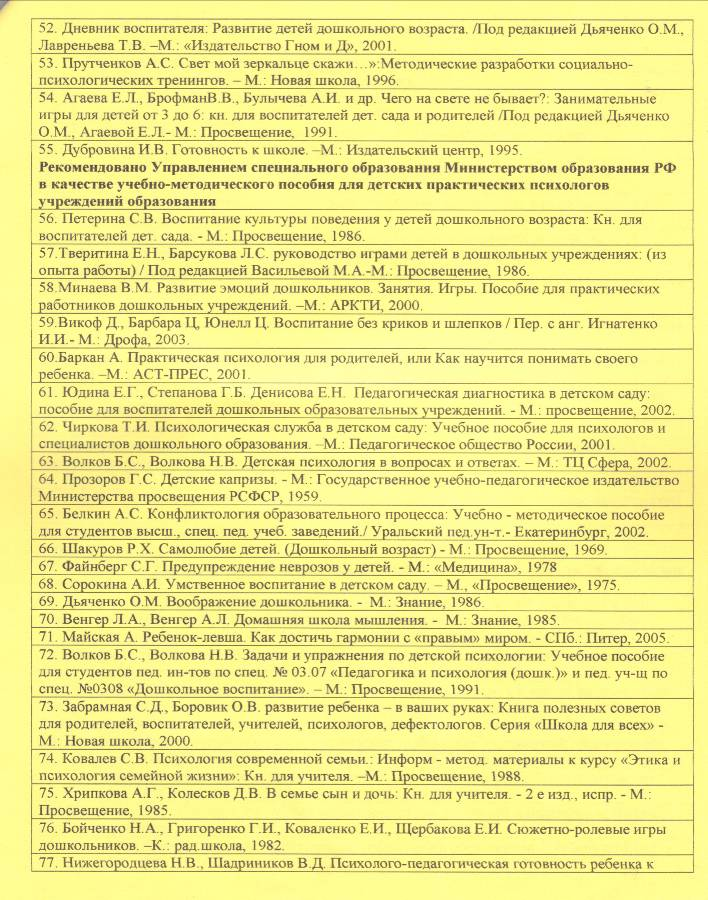 52. Дневник воспитателя: Развитие детей дошкольного возраста. /Под редакцией Дьяченко О.М.,
Лавреньева Т.В. –М.: «Издательство Гном и Д», 2001.
53. Прутченков А.С. Свет мой зеркальце скажи…»:Методические разработки социально-
психологических тренингов. – М.: Новая школа, 1996.
54. Агаева Е.Л., БрофманВ.В., Булычева А.И. и др. Чего на свете не бывает?: Занимательные
игры для детей от 3 до 6: кн. для воспитателей дет. сада и родителей /Под редакцией Дьяченко
О.М., Агаевой Е.Л.- М.: Просвещение, 1991.
55. Дубровина И.В. Готовность к школе. –М.: Издательский центр, 1995.
Рекомендовано Управлением специального образования Министерством образования РФ
в качестве учебно-методического пособия для детских практических психологов
учреждений образования
56. Петерина С.В. Воспитание культуры поведения у детей дошкольного возраста: Кн. для
воспитателей дет. сада. - М.: Просвещение, 1986.
57.Тверитина Е.Н., Барсукова Л.С. руководство играми детей в дошкольных учреждениях: (из
опыта работы) / Под редакцией Васильевой М.А.-М.: Просвещение, 1986.
58.Минаева В.М. Развитие эмоций дошкольников. Занятия. Игры. Пособие для практических
работников дошкольных учреждений. –М.: АРКТИ, 2000.
59.Викоф Д., Барбара Ц, Юнелл Ц. Воспитание без криков и шлепков / Пер. с анг. Игнатенко
И.И.- М.: Дрофа, 2003.
60.Баркан А. Практическая психология для родителей, или Как научится понимать своего
ребенка. –М.: АСТ-ПРЕС, 2001.
61. Юдина Е.Г., Степанова Г.Б. Денисова Е.Н. Педагогическая диагностика в детском саду:
пособие для воспитателей дошкольных образовательных учреждений. - М.: просвещение, 2002.
62. Чиркова Т.И. Психологическая служба в детском саду: Учебное пособие для психологов и
специалистов дошкольного образования. –М.: Педагогическое общество России, 2001.
63. Волков Б.С., Волкова Н.В. Детская психология в вопросах и ответах. – М.: ТЦ Сфера, 2002.
64. Прозоров Г.С. Детские капризы. - М.: Государственное учебно-педагогическое издательство
Министерства просвещения РСФСР, 1959.
65. Белкин А.С. Конфликтология образовательного процесса: Учебно - методическое пособие
для студентов высш., спец. пед. учеб. заведений./ Уральский пед.ун-т.- Екатеринбург, 2002.
66. Шакуров Р.Х. Самолюбие детей. (Дошкольный возраст) - М.: Просвещение, 1969.
67. Файнберг С.Г. Предупреждение неврозов у детей. - М.: «Медицина», 1978
68. Сорокина А.И. Умственное воспитание в детском саду. – М., «Просвещение», 1975.
69. Дьяченко О.М. Воображение дошкольника. - М.: Знание, 1986.
70. Венгер Л.А., Венгер А.Л. Домашняя школа мышления. - М.: Знание, 1985.
71. Майская А. Ребенок-левша. Как достичь гармонии с «правым» миром. - СПб.: Питер, 2005.
72. Волков Б.С., Волкова Н.В. Задачи и упражнения по детской психологии: Учебное пособие
для студентов пед. ин-тов по спец. № 03.07 «Педагогика и психология (дошк.)» и пед. уч-щ по
спец. №0308 «Дошкольное воспитание». – М.: Просвещение, 1991.
73. Забрамная С.Д., Боровик О.В. развитие ребенка – в ваших руках: Книга полезных советов
для родителей, воспитателей, учителей, психологов, дефектологов. Серия «Школа для всех» -
М.: Новая школа, 2000.
74. Ковалев С.В. Психология современной семьи.: Информ - метод. материалы к курсу «Этика и
психология семейной жизни»: Кн. для учителя. –М.: Просвещение, 1988.
75. Хрипкова А.Г., Колесков Д.В. В семье сын и дочь: Кн. для учителя. - 2 е изд., испр. - М.:
Просвещение, 1985.
76. Бойченко Н.А., Григоренко Г.И., Коваленко Е.И., Щербакова Е.И. Сюжетно-ролевые игры
дошкольников. –К.: рад.школа, 1982.
77. Нижегородцева Н.В., Шадриников В.Д. Психолого-педагогическая готовность ребенка к